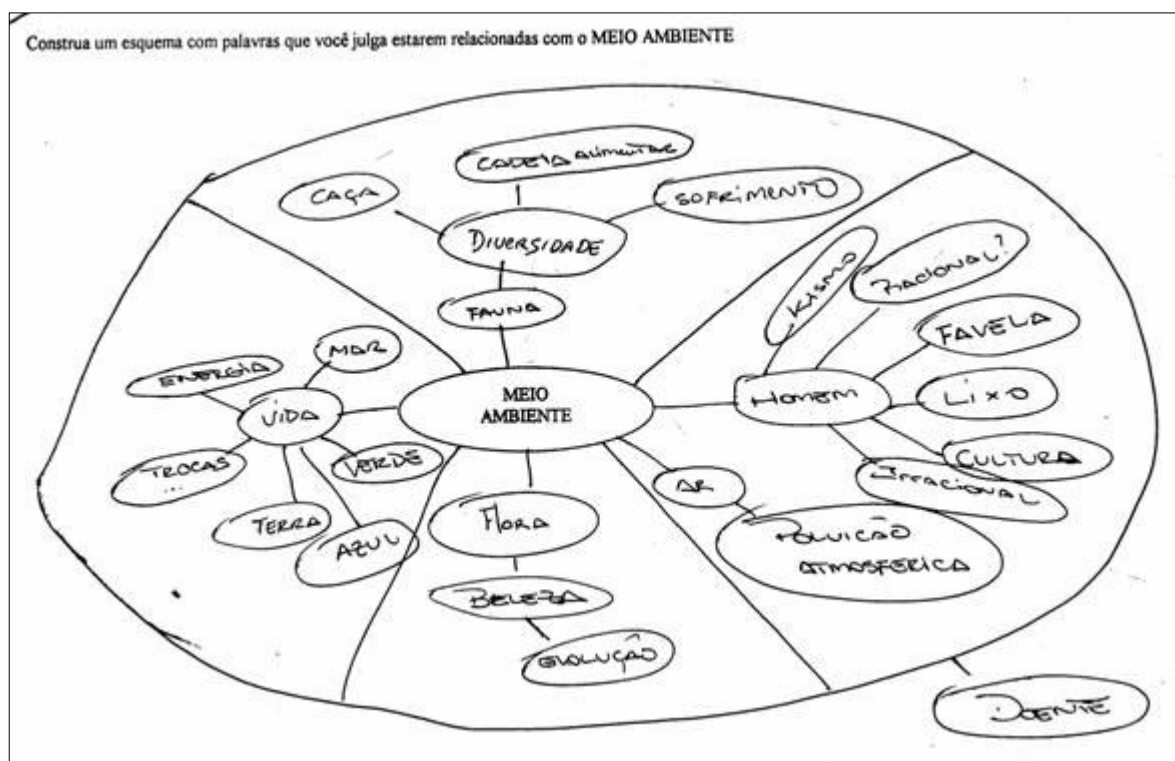 Construa um esquema com palavras que você julga estarem relacionadas com o MEIO AMBIENTE
CADEIA ALIMENTAR
CAÇA
SOFRIMENTO
DIVERSIDADE
RACIONAL?
FAUNA
FAVELA
MAR
ENERGIA
MEIO
AMBIENTE
HOMEM
LIXO
VIDA
VERDE
CULTURA
TROCAS
...
AR
IRRACIONAL
TERRA
FLORA
AZUL
POLUIÇÃO
ATMOSFÉRICA
BELEZA
EVOLUÇÃO
DOENTE